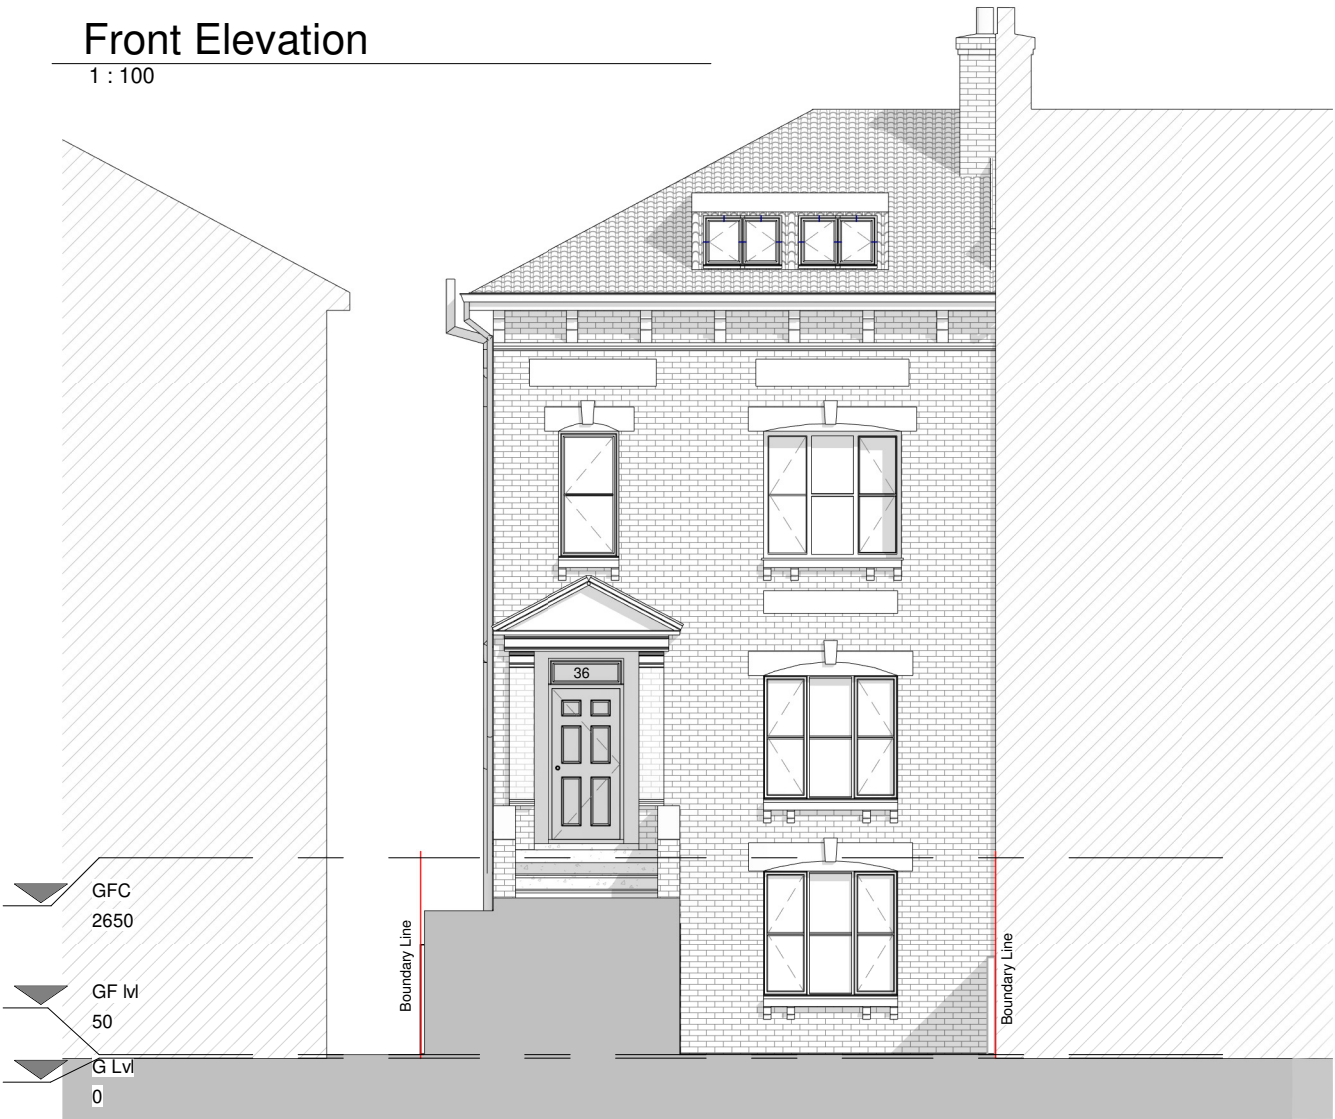 Front Elevation
1 : 100
36
GFC
2650
Boundary Line
Boundary Line
GF lvl
50
G Lvl
0